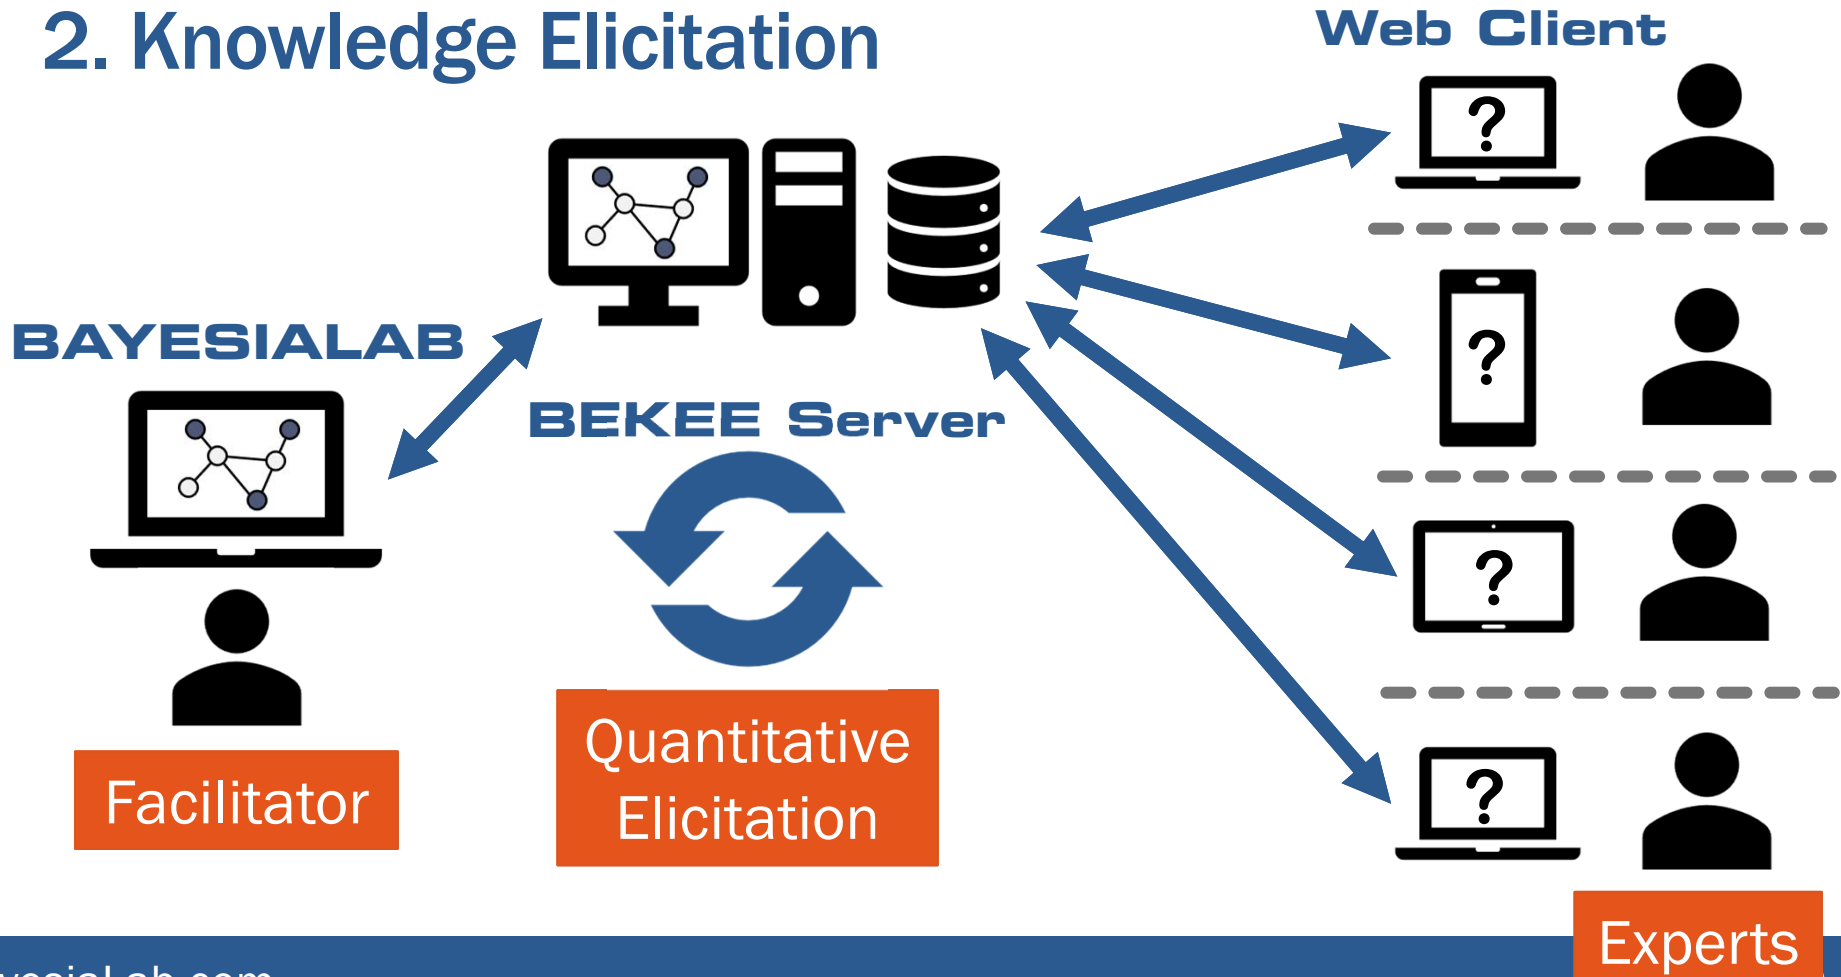 2. Knowledge Elicitation
Web Client
?
?
BAYESIALAB
BEKEE Server
?
Quantitative
Elicitation
Facilitator
?
Experts